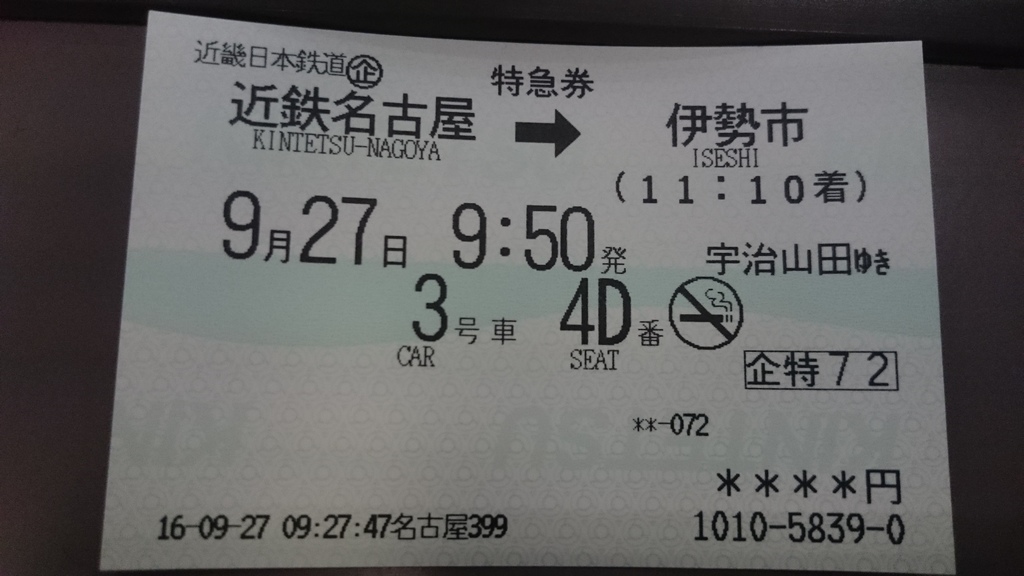 近畿日本鉄道㊭
特急券
近鉄名古屋 ➡ 伊勢市
KINTETSU-NAGOYA ISESHI
(11:10着)
9月27日 9:50発 宇治山田ゆき
3号車 4D番
CAR SEAT
企特72
**-072
****円
16-09-27 09:27:47名古屋399 1010-5839-0
KINTETSU